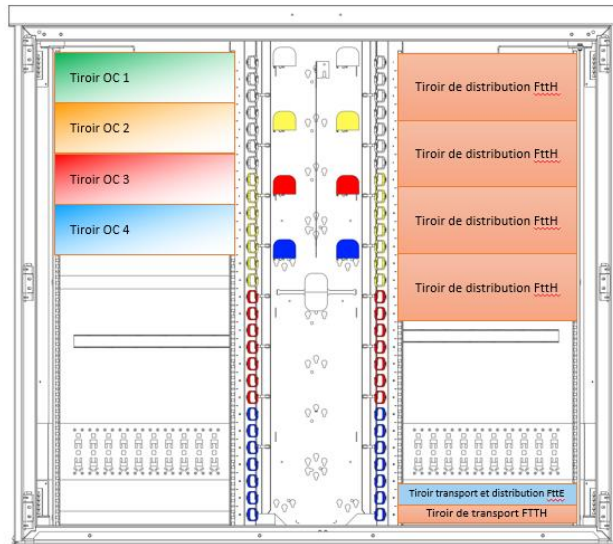 Tiroir OC 1
Tiroir OC 2
Tiroir OC 3
Tiroir OC 4
Tiroir de distribution FttH
Tiroir de distribution FttH
Tiroir de distribution FttH
Tiroir de distribution FttH
Tiroir transport et distribution FttE
Tiroir de transport FTTH